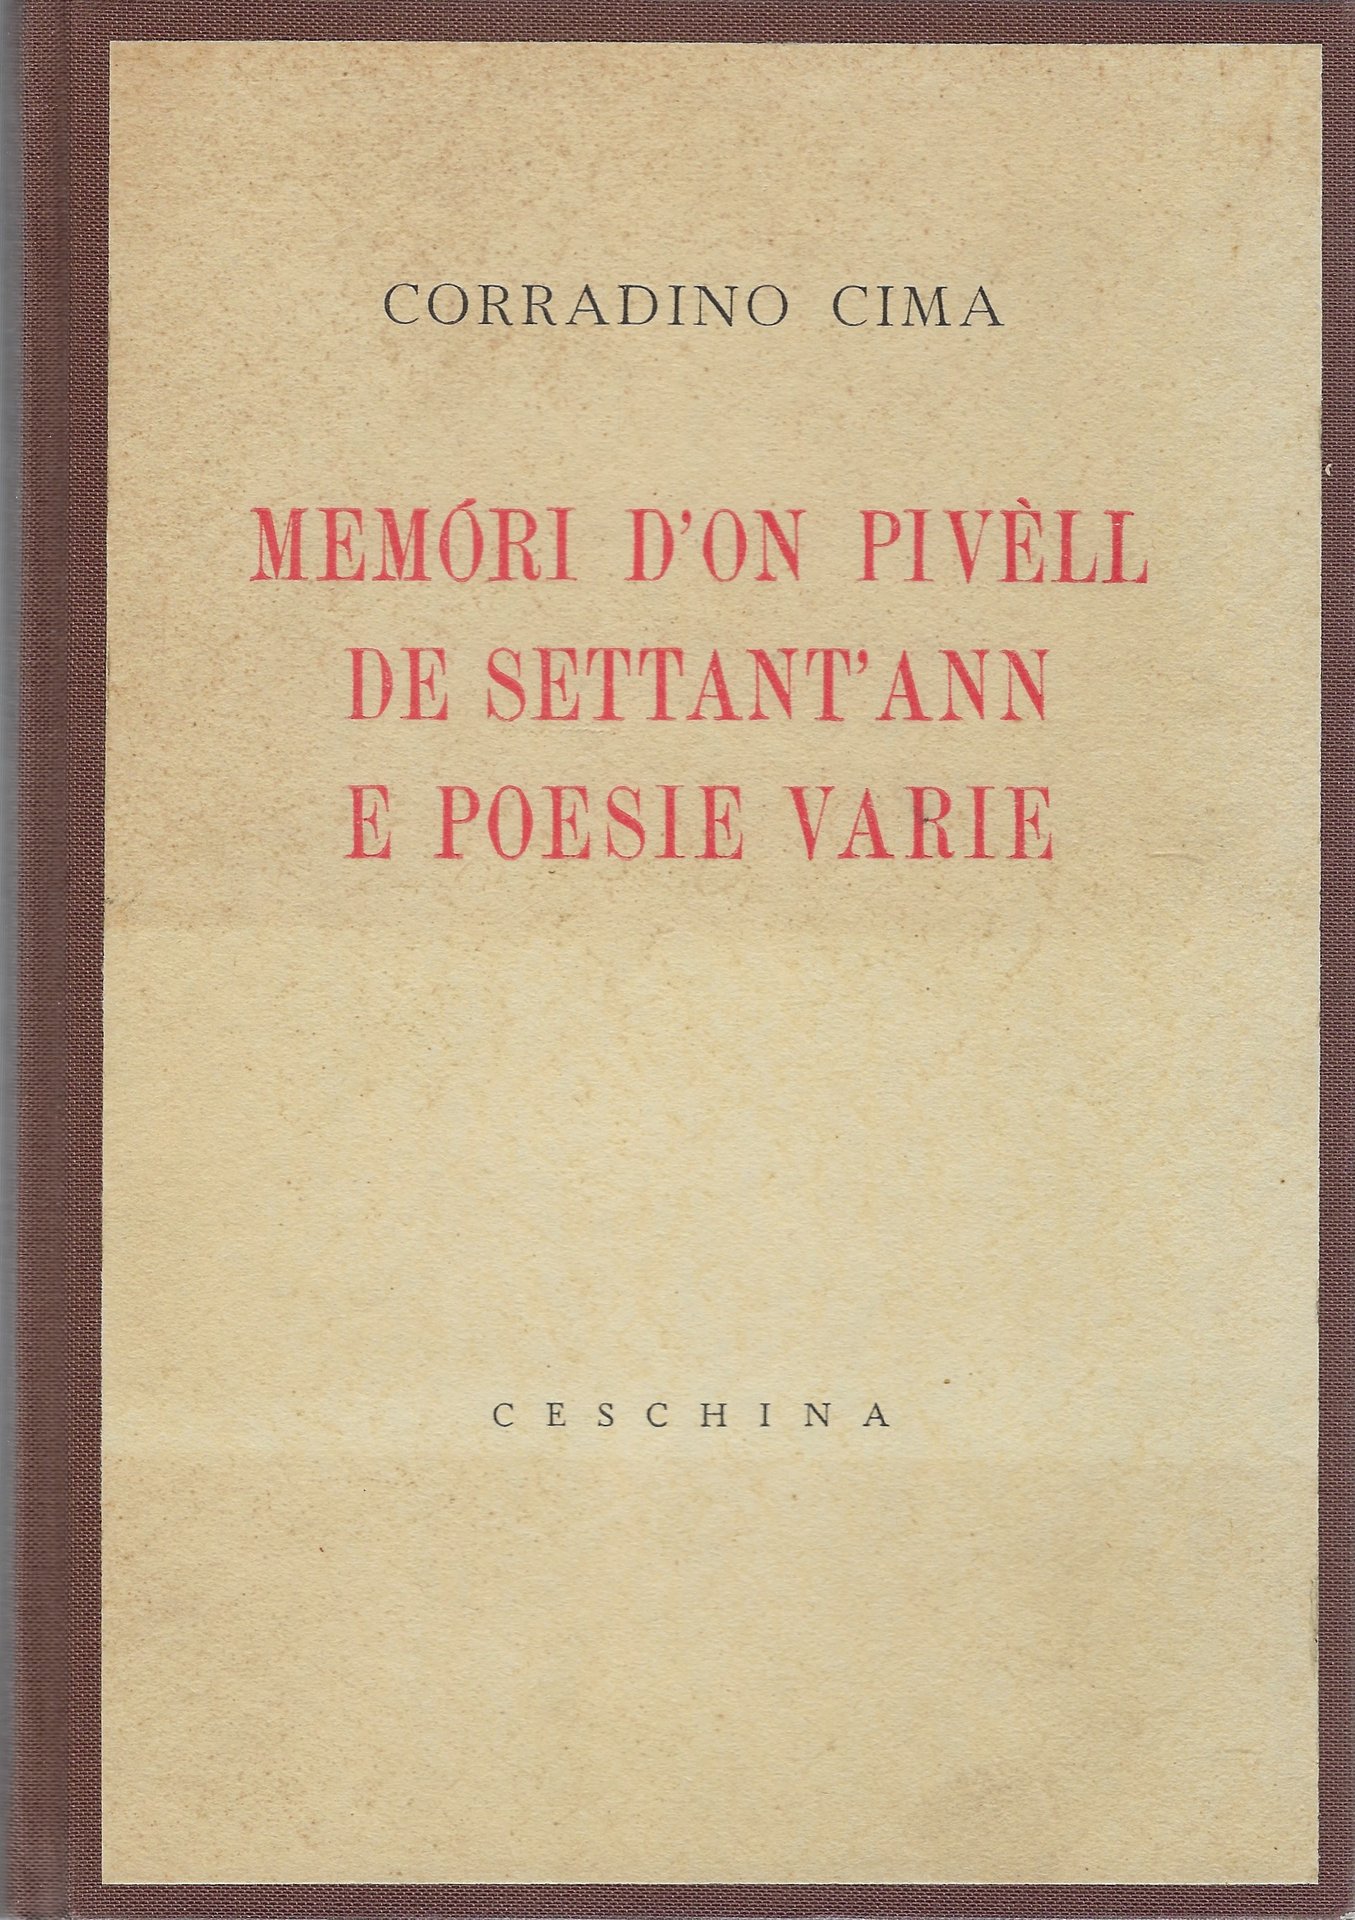 CORRADINO CIMA
MEMÓRI D'ON PIVÈLL
DE SETTANT'ANN
E POESIE VARIE
CESCHINA